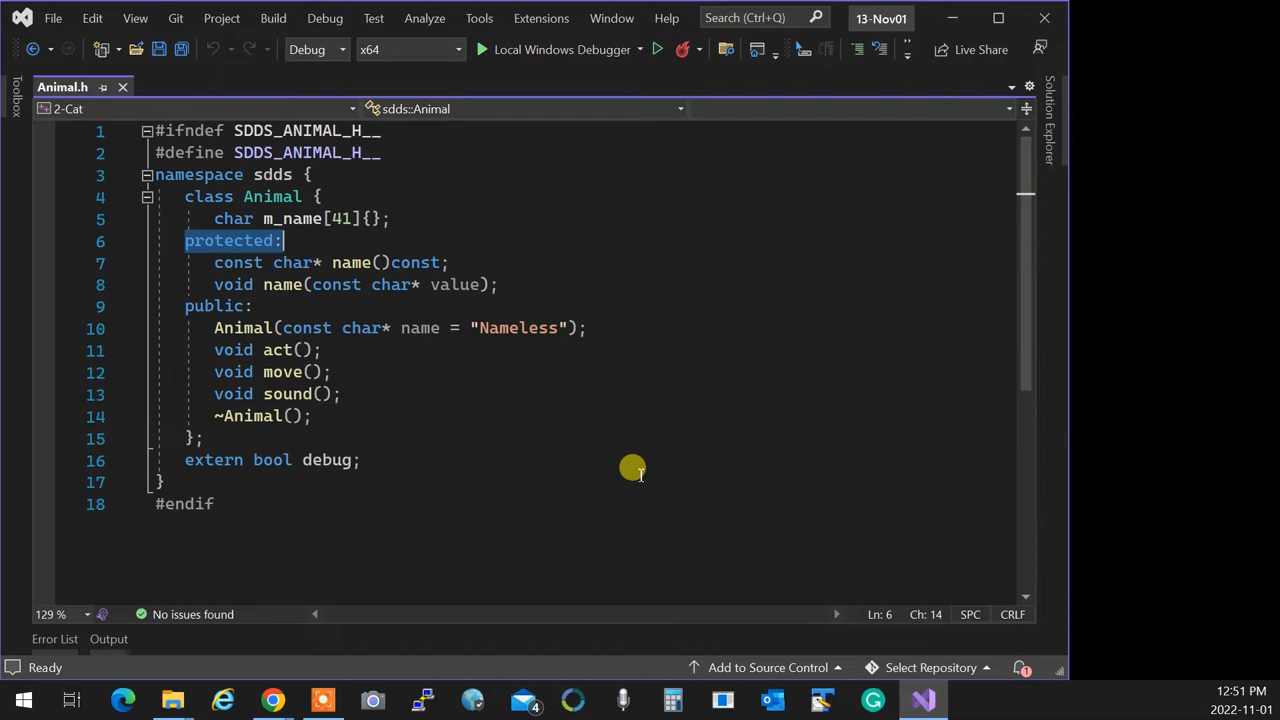 File Edit View Git Project Build Debug Test Analyze Tools Extensions Window Help Search (Ctrl+Q) 13-Nov01
Debug x64 Local Windows Debugger Live Share
Animal.h
2-Cat sdds::Animal
Toolbox
Solution Explorer
1 #ifndef SDDS_ANIMAL_H__
2 #define SDDS_ANIMAL_H__
3 namespace sdds {
4 class Animal {
5 char m_name[41]{};
6 protected:
7 const char* name()const;
8 void name(const char* value);
9 public:
10 Animal(const char* name = "Nameless");
11 void act();
12 void move();
13 void sound();
14 ~Animal();
15 };
16 extern bool debug;
17 }
18 #endif
129 % No issues found Ln: 6 Ch: 14 SPC CRLF
Error List Output
Ready Add to Source Control Select Repository 1
4
12:51 PM
2022-11-01